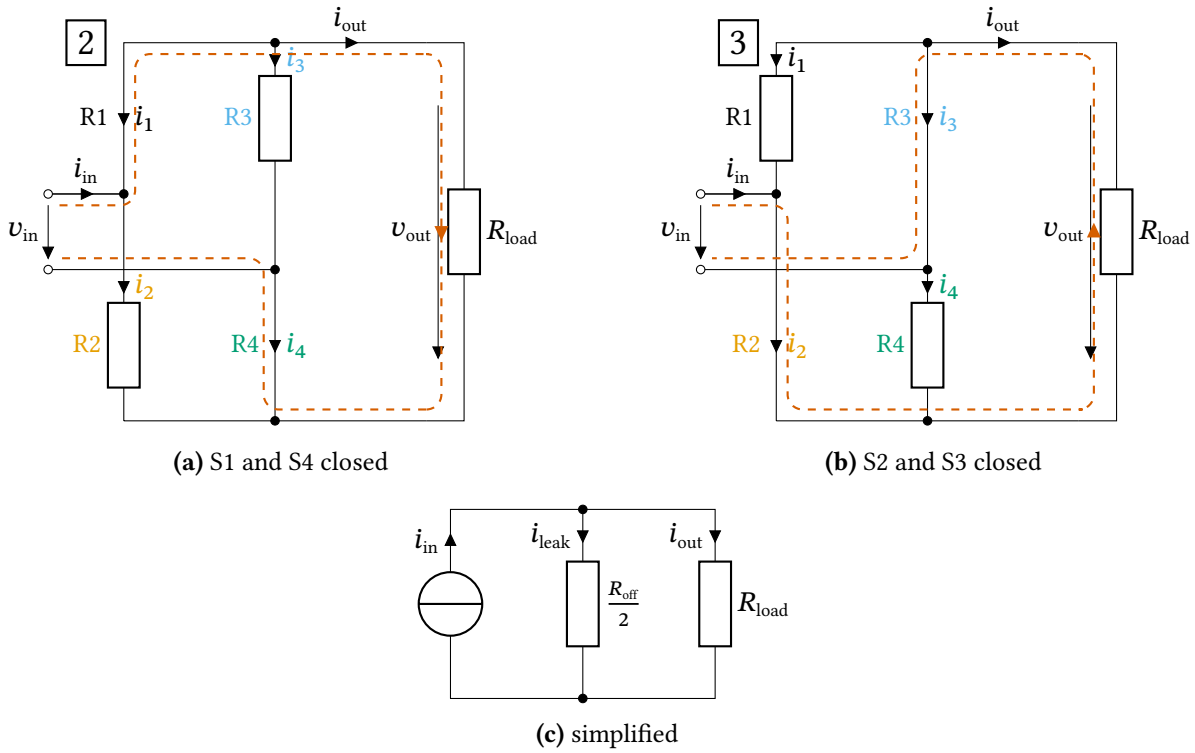 2
i_out
i_3
R1
i_1
R3
i_in
v_in
v_out
R_load
i_2
R2
R4
i_4
(a) S1 and S4 closed
3
i_out
i_1
R1
R3
i_3
i_in
v_in
v_out
R_load
i_4
R2
i_2
R4
(b) S2 and S3 closed
i_in
i_leak
i_out
R_off/2
R_load
(c) simplified